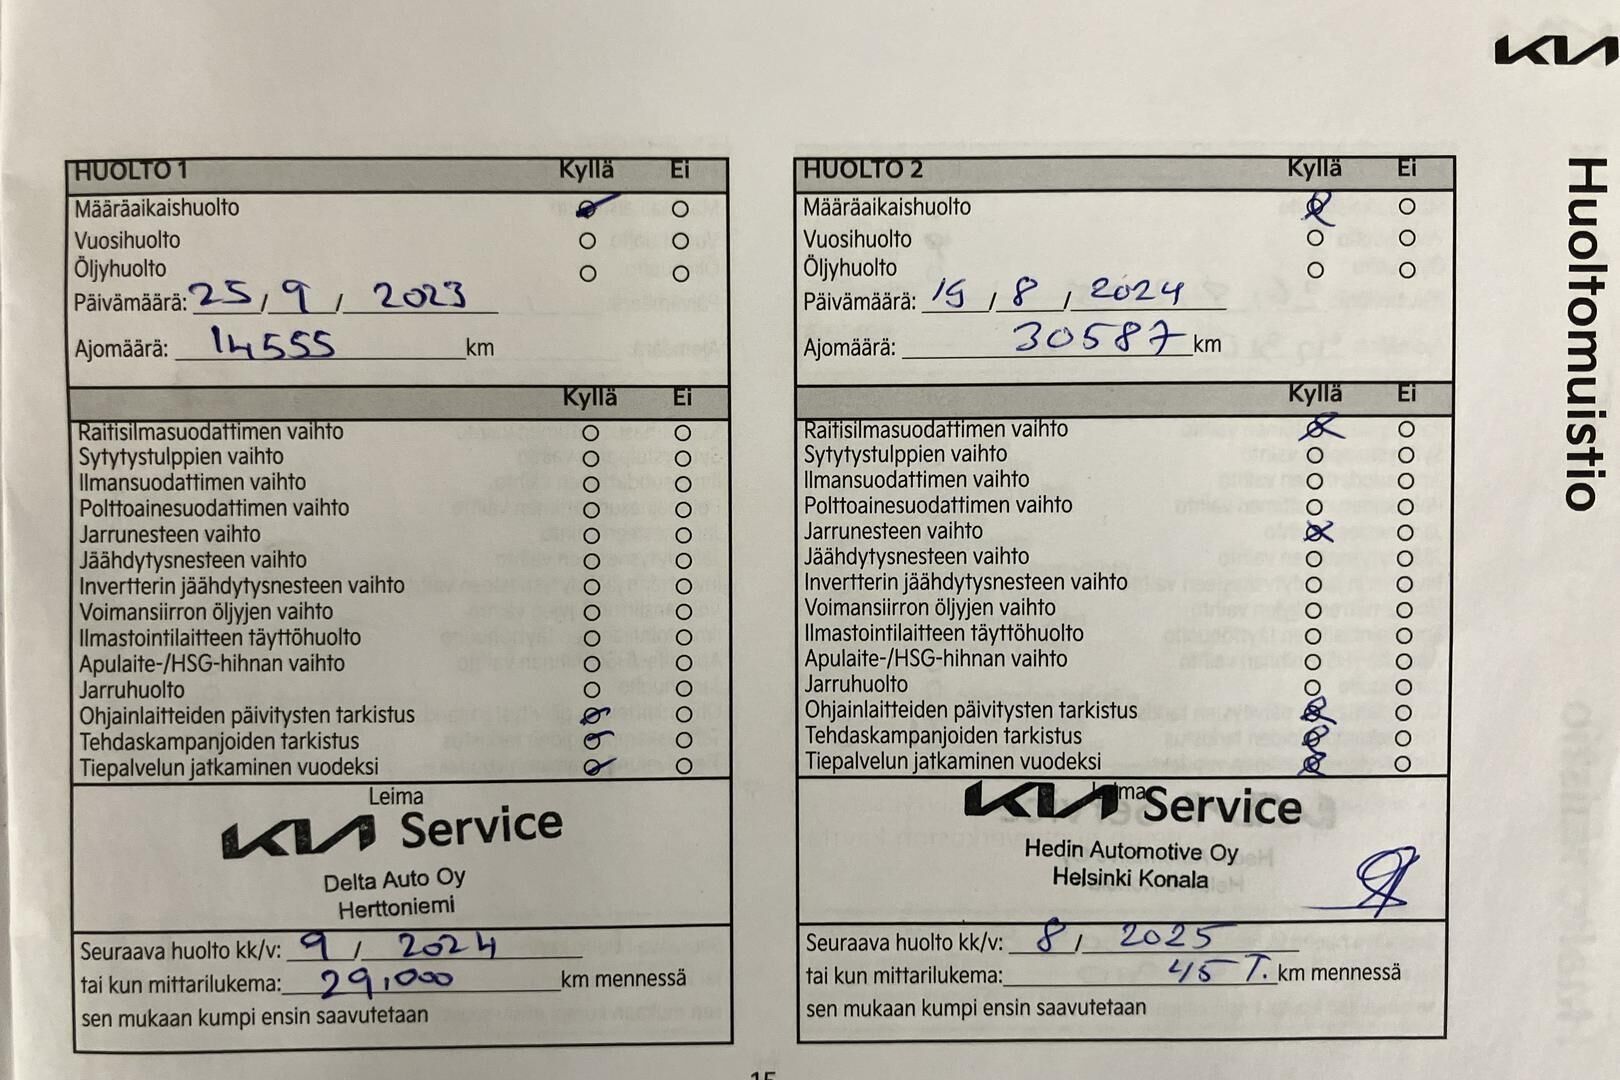 KIA
Huoltomuistio
HUOLTO 1 Kyllä Ei
Määräaikaishuolto
Vuosihuolto
Öljyhuolto
Päivämäärä: 25 / 9 / 2023
Ajomäärä: 14555 km
Kyllä Ei
Raitisilmasuodattimen vaihto
Sytytystulppien vaihto
Ilmansuodattimen vaihto
Polttoainesuodattimen vaihto
Jarrunesteen vaihto
Jäähdytysnesteen vaihto
Invertterin jäähdytysnesteen vaihto
Voimansiirron öljyjen vaihto
Ilmastointilaitteen täyttöhuolto
Apulaite-/HSG-hihnan vaihto
Jarruhuolto
Ohjainlaitteiden päivitysten tarkistus
Tehdaskampanjoiden tarkistus
Tiepalvelun jatkaminen vuodeksi
Leima
KIA Service
Delta Auto Oy
Herttoniemi
Seuraava huolto kk/v: 9 / 2024
tai kun mittarilukema: 29,000 km mennessä
sen mukaan kumpi ensin saavutetaan
HUOLTO 2 Kyllä Ei
Määräaikaishuolto
Vuosihuolto
Öljyhuolto
Päivämäärä: 19 / 8 / 2024
Ajomäärä: 30587 km
Kyllä Ei
Raitisilmasuodattimen vaihto
Sytytystulppien vaihto
Ilmansuodattimen vaihto
Polttoainesuodattimen vaihto
Jarrunesteen vaihto
Jäähdytysnesteen vaihto
Invertterin jäähdytysnesteen vaihto
Voimansiirron öljyjen vaihto
Ilmastointilaitteen täyttöhuolto
Apulaite-/HSG-hihnan vaihto
Jarruhuolto
Ohjainlaitteiden päivitysten tarkistus
Tehdaskampanjoiden tarkistus
Tiepalvelun jatkaminen vuodeksi
Leima
KIA Service
Hedin Automotive Oy
Helsinki Konala
Seuraava huolto kk/v: 8 / 2025
tai kun mittarilukema: 45 T. km mennessä
sen mukaan kumpi ensin saavutetaan
15